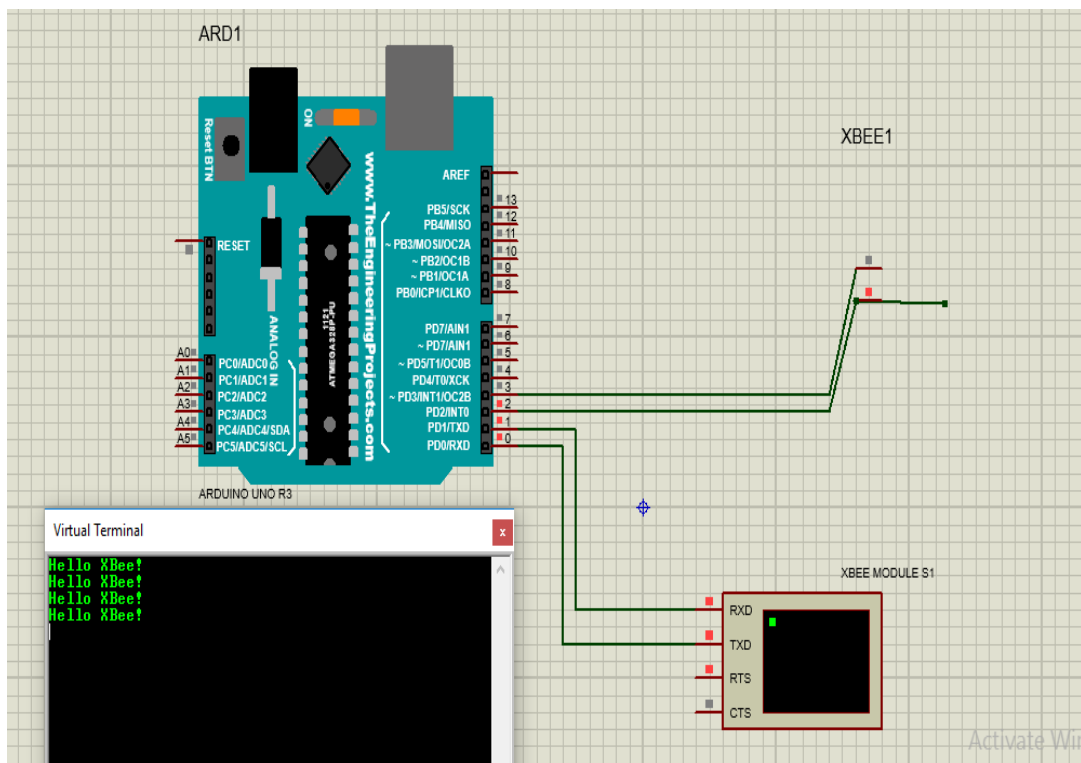 ARD1
XBEE1
Reset BTN
ON
www.TheEngineeringProjects.com
1121
ATMEGA328P-PU
ANALOG IN
RESET
AREF
PB5/SCK
PB4/MISO
~ PB3/MOSI/OC2A
~ PB2/OC1B
~ PB1/OC1A
PB0/ICP1/CLKO
PD7/AIN1
~ PD7/AIN1
~ PD5/T1/OC0B
PD4/T0/XCK
~ PD3/INT1/OC2B
PD2/INT0
PD1/TXD
PD0/RXD
13
12
11
10
9
8
7
6
5
4
3
2
1
0
A0
A1
A2
A3
A4
A5
PC0/ADC0
PC1/ADC1
PC2/ADC2
PC3/ADC3
PC4/ADC4/SDA
PC5/ADC5/SCL
ARDUINO UNO R3
Virtual Terminal
x
Hello XBee!
Hello XBee!
Hello XBee!
Hello XBee!
XBEE MODULE S1
RXD
TXD
RTS
CTS
Activate Win